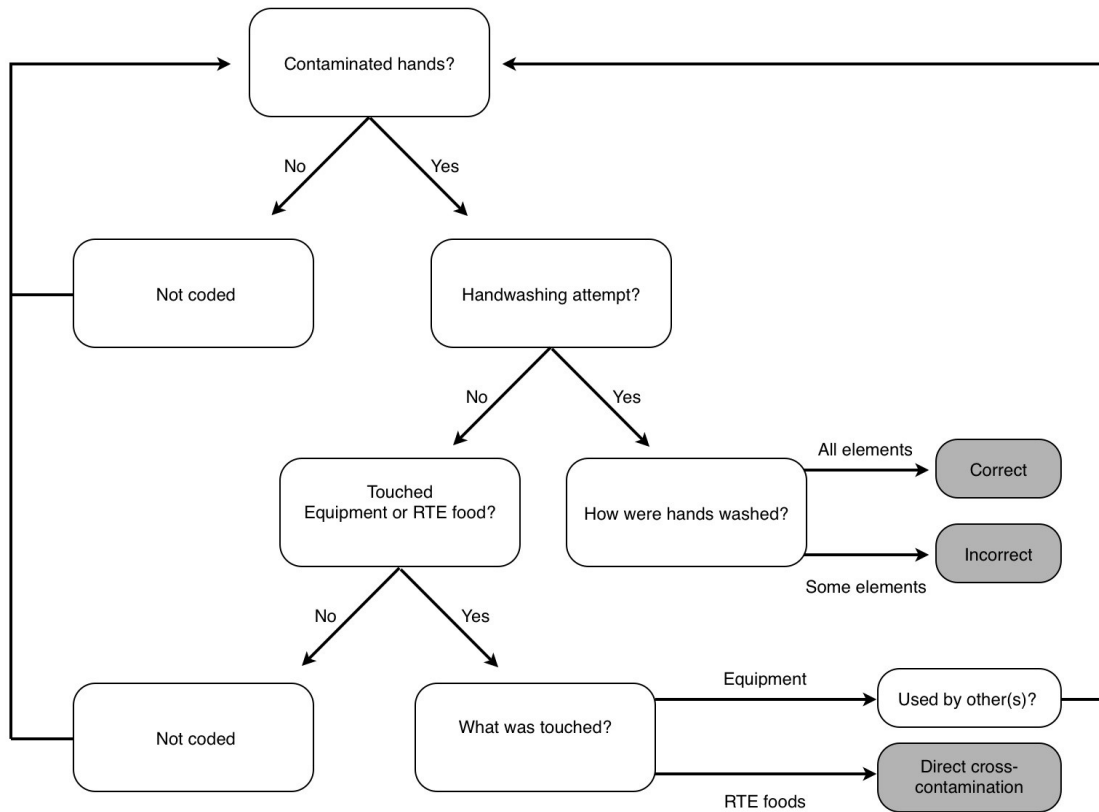 Contaminated hands?
No
Yes
Not coded
Handwashing attempt?
No
Yes
Touched
Equipment or RTE food?
How were hands washed?
All elements
Correct
Incorrect
Some elements
No
Yes
Not coded
What was touched?
Equipment
Used by other(s)?
Direct cross-
contamination
RTE foods